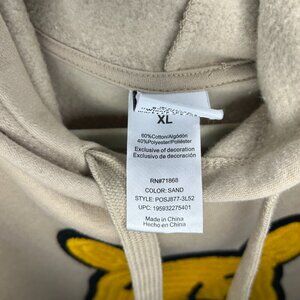 XL
60%Cotton/Algodón
40%Polyester/Poliéster
Exclusive of decoration
Exclusivo de decoración
RN#71868
COLOR: SAND
STYLE: POSJ877-3L52
UPC: 195932275401
Made in China
Hecho en China